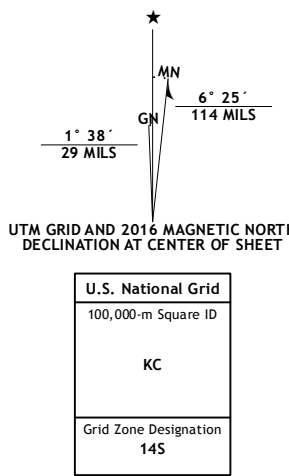 MN
GN
6° 25´
114 MILS
1° 38´
29 MILS
UTM GRID AND 2016 MAGNETIC NORTH
DECLINATION AT CENTER OF SHEET
U.S. National Grid
100,000-m Square ID
KC
Grid Zone Designation
14S